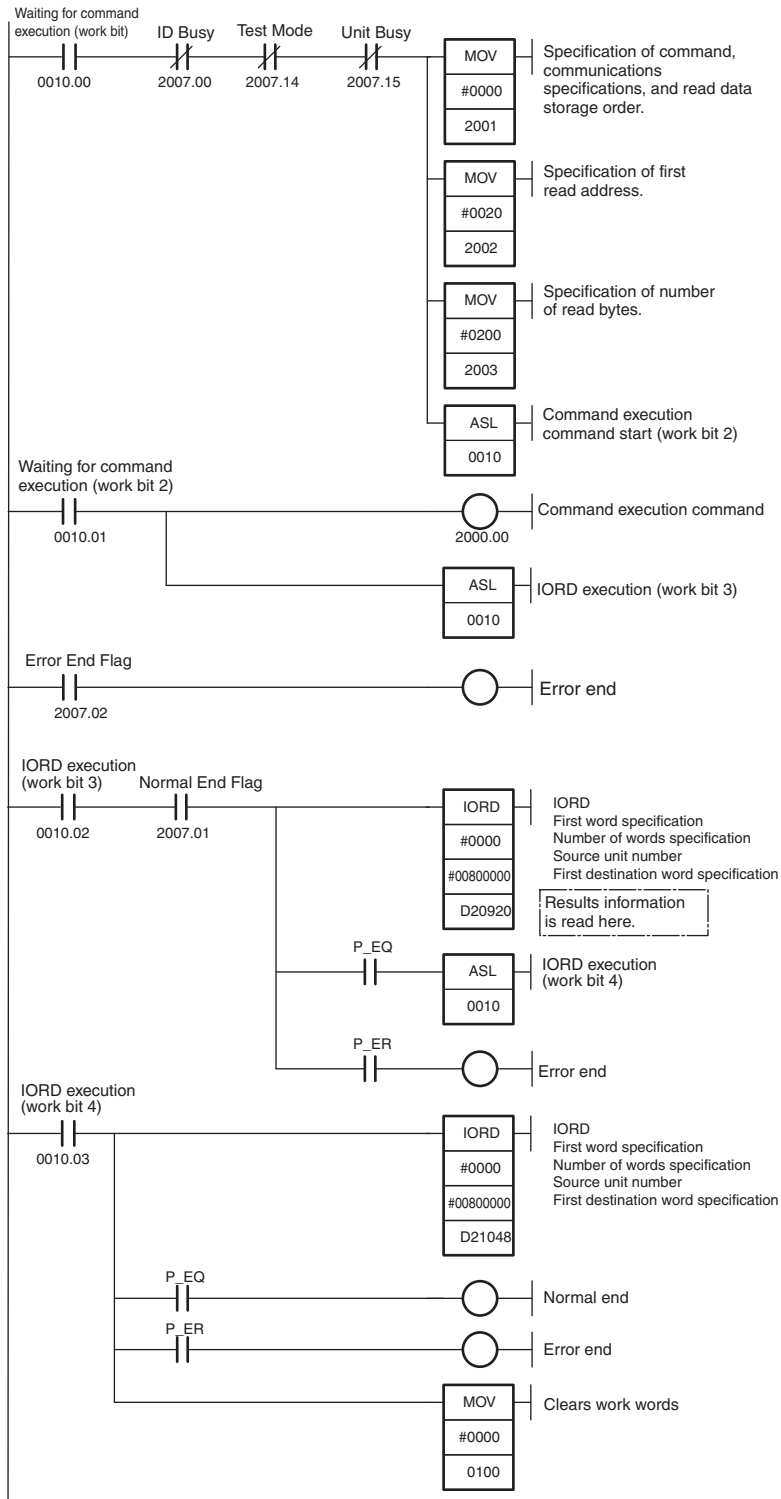 Waiting for command
execution (work bit)
ID Busy
Test Mode
Unit Busy
0010.00
2007.00
2007.14
2007.15
MOV
#0000
2001
Specification of command,
communications
specifications, and read data
storage order.
MOV
#0020
2002
Specification of first
read address.
MOV
#0200
2003
Specification of number
of read bytes.
ASL
0010
Command execution
command start (work bit 2)
Waiting for command
execution (work bit 2)
0010.01
2000.00
Command execution command
ASL
0010
IORD execution (work bit 3)
Error End Flag
2007.02
Error end
IORD execution
(work bit 3)
Normal End Flag
0010.02
2007.01
IORD
#0000
#00800000
D20920
IORD
First word specification
Number of words specification
Source unit number
First destination word specification
Results information
is read here.
P_EQ
ASL
0010
IORD execution
(work bit 4)
P_ER
Error end
IORD execution
(work bit 4)
0010.03
IORD
#0000
#00800000
D21048
IORD
First word specification
Number of words specification
Source unit number
First destination word specification
P_EQ
Normal end
P_ER
Error end
MOV
#0000
0100
Clears work words